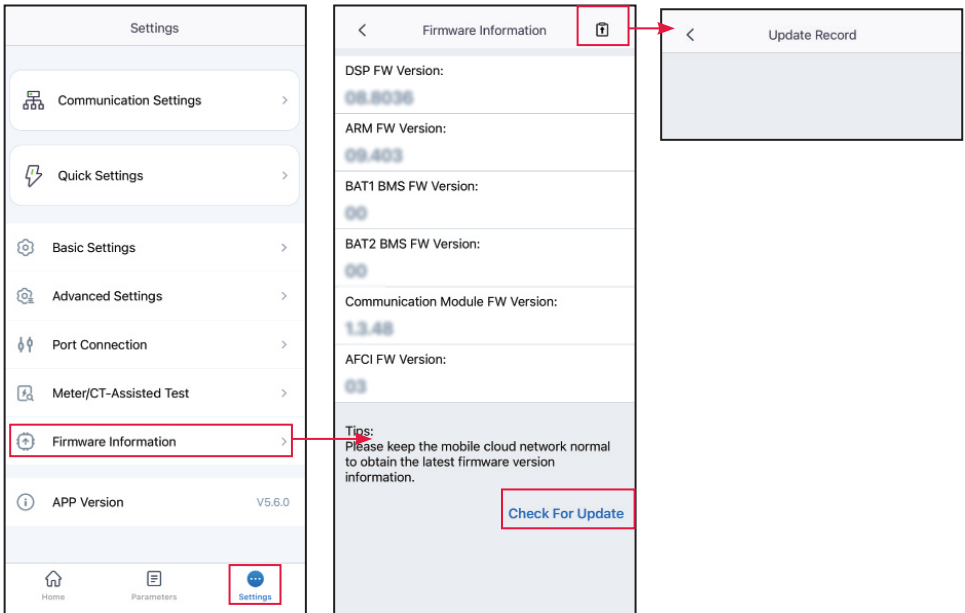 Settings
Communication Settings
Quick Settings
Basic Settings
Advanced Settings
Port Connection
Meter/CT-Assisted Test
Firmware Information
APP Version V5.6.0
Home Parameters Settings
Firmware Information
DSP FW Version:
08.8036
ARM FW Version:
09.403
BAT1 BMS FW Version:
00
BAT2 BMS FW Version:
00
Communication Module FW Version:
1.3.48
AFCI FW Version:
03
Tips:
Please keep the mobile cloud network normal
to obtain the latest firmware version
information.
Check For Update
Update Record